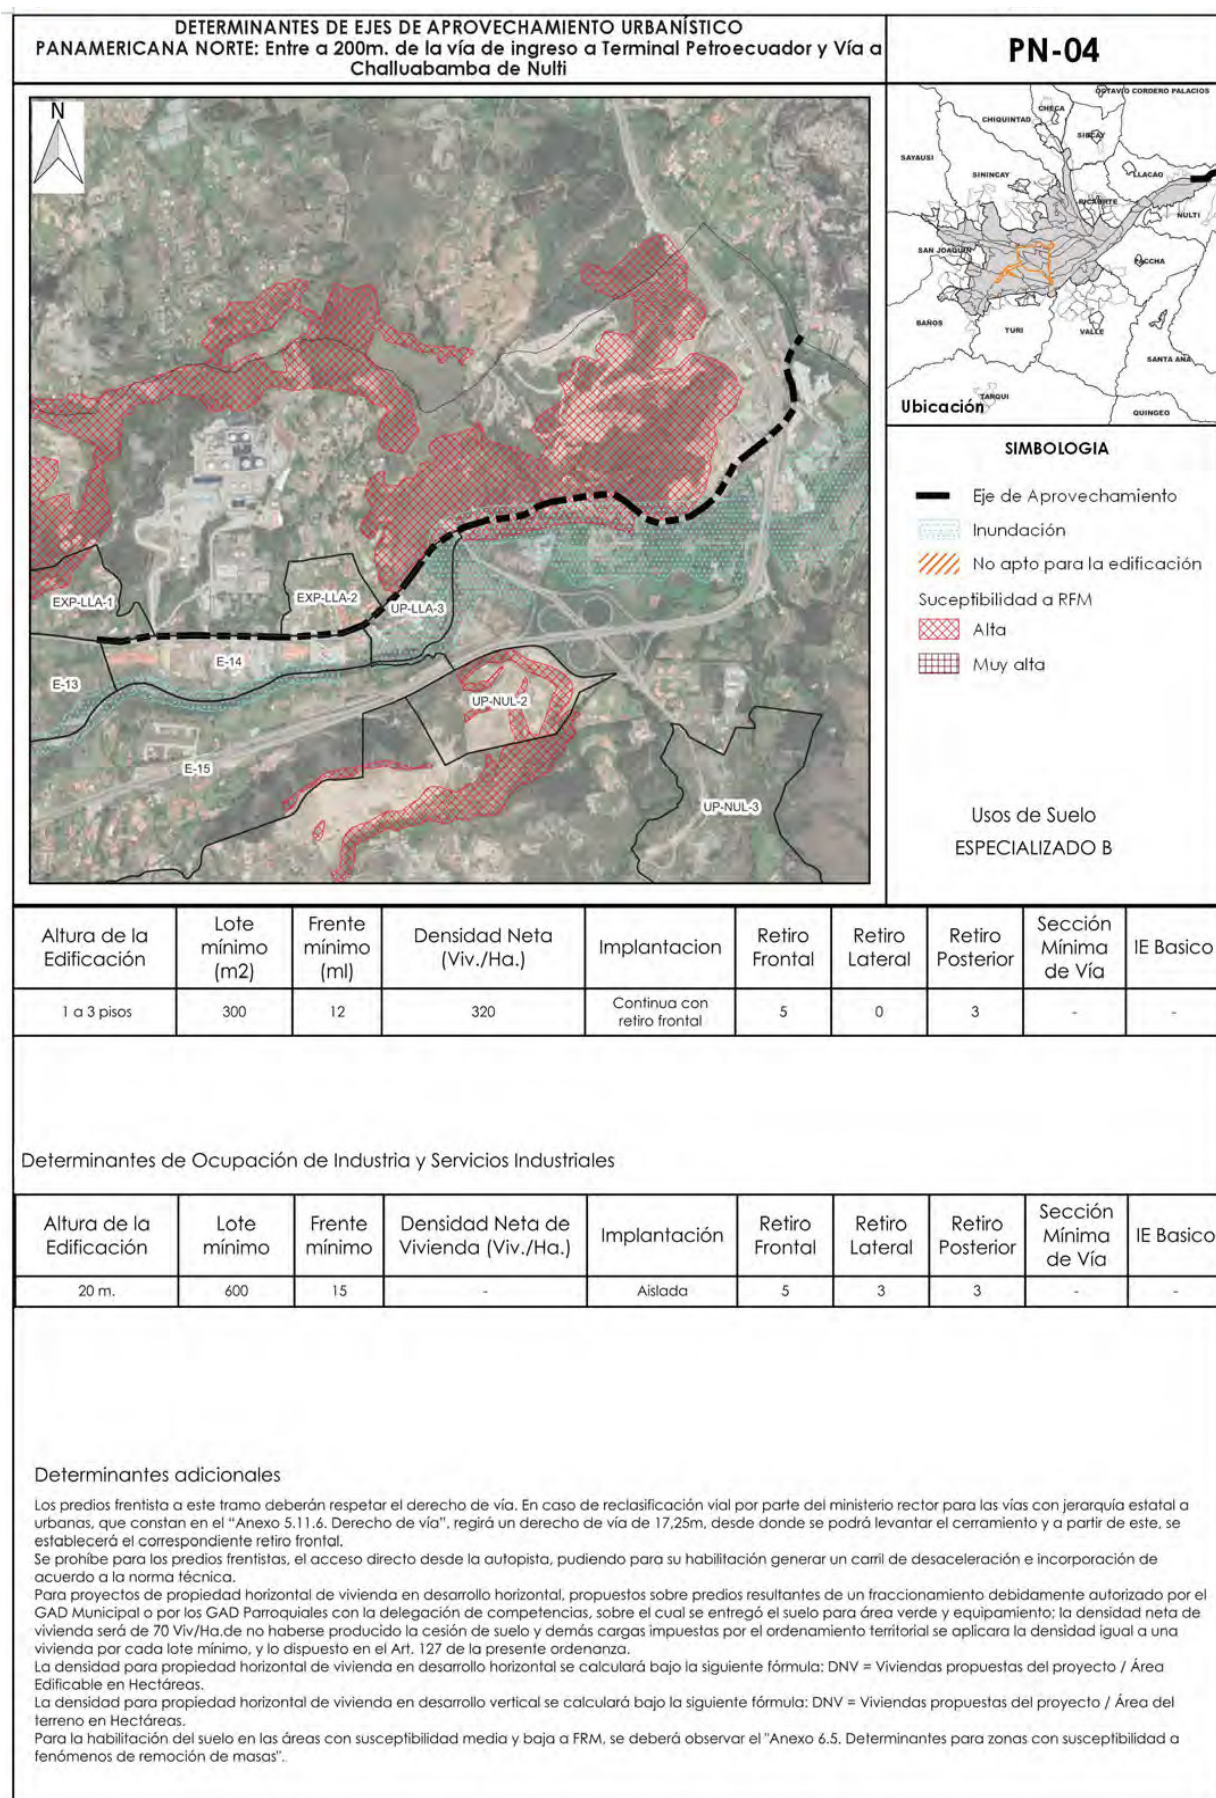 DETERMINANTES DE EJES DE APROVECHAMIENTO URBANÍSTICO
PANAMERICANA NORTE: Entre a 200m. de la vía de ingreso a Terminal Petroecuador y Vía a
Challuabamba de Nulti
PN-04
N
EXP-LLA-1
EXP-LLA-2
UP-LLA-3
E-14
E-13
UP-NUL-2
E-15
UP-NUL-3
OCTAVIO CORDERO PALACIOS
CHECA
CHIQUINTAD
SIDCAY
SAYAUSI
SININCAY
LLACAO
RICAURTE
NULTI
SAN JOAQUIN
PACCHA
BAÑOS
TURI
VALLE
SANTA ANA
TARQUI
QUINGEO
Ubicación
SIMBOLOGIA
Eje de Aprovechamiento
Inundación
No apto para la edificación
Suceptibilidad a RFM
Alta
Muy alta
Usos de Suelo
ESPECIALIZADO B
Altura de la Edificación Lote mínimo (m2) Frente mínimo (ml) Densidad Neta (Viv./Ha.) Implantacion Retiro Frontal Retiro Lateral Retiro Posterior Sección Mínima de Vía IE Basico
1 a 3 pisos 300 12 320 Continua con retiro frontal 5 0 3 - -
Determinantes de Ocupación de Industria y Servicios Industriales
Altura de la Edificación Lote mínimo Frente mínimo Densidad Neta de Vivienda (Viv./Ha.) Implantación Retiro Frontal Retiro Lateral Retiro Posterior Sección Mínima de Vía IE Basico
20 m. 600 15 - Aislada 5 3 3 - -
Determinantes adicionales
Los predios frentista a este tramo deberán respetar el derecho de vía. En caso de reclasificación vial por parte del ministerio rector para las vías con jerarquía estatal a
urbanas, que constan en el "Anexo 5.11.6. Derecho de vía", regirá un derecho de vía de 17,25m, desde donde se podrá levantar el cerramiento y a partir de este, se
establecerá el correspondiente retiro frontal.
Se prohíbe para los predios frentistas, el acceso directo desde la autopista, pudiendo para su habilitación generar un carril de desaceleración e incorporación de
acuerdo a la norma técnica.
Para proyectos de propiedad horizontal de vivienda en desarrollo horizontal, propuestos sobre predios resultantes de un fraccionamiento debidamente autorizado por el
GAD Municipal o por los GAD Parroquiales con la delegación de competencias, sobre el cual se entregó el suelo para área verde y equipamiento; la densidad neta de
vivienda será de 70 Viv/Ha.de no haberse producido la cesión de suelo y demás cargas impuestas por el ordenamiento territorial se aplicara la densidad igual a una
vivienda por cada lote mínimo, y lo dispuesto en el Art. 127 de la presente ordenanza.
La densidad para propiedad horizontal de vivienda en desarrollo horizontal se calculará bajo la siguiente fórmula: DNV = Viviendas propuestas del proyecto / Área
Edificable en Hectáreas.
La densidad para propiedad horizontal de vivienda en desarrollo vertical se calculará bajo la siguiente fórmula: DNV = Viviendas propuestas del proyecto / Área del
terreno en Hectáreas.
Para la habilitación del suelo en las áreas con susceptibilidad media y baja a FRM, se deberá observar el "Anexo 6.5. Determinantes para zonas con susceptibilidad a
fenómenos de remoción de masas".